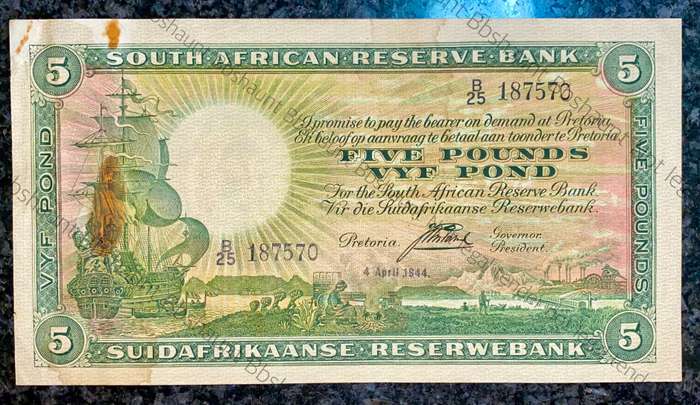 5 SOUTH AFRICAN · RESERVE · BANK · 5
B/25 187570
I promise to pay the bearer on demand at Pretoria
Ek beloof op aanvraag te betaal aan toonder te Pretoria
FIVE POUNDS
VYF POND
For the South African Reserve Bank.
Vir die Suidafrikaanse Reserwebank.
Pretoria. Governor.
President.
B/25 187570
4 April 1944.
VYF POND
FIVE POUNDS
5 SUIDAFRIKAANSE · RESERWEBANK 5
Bbshaunt